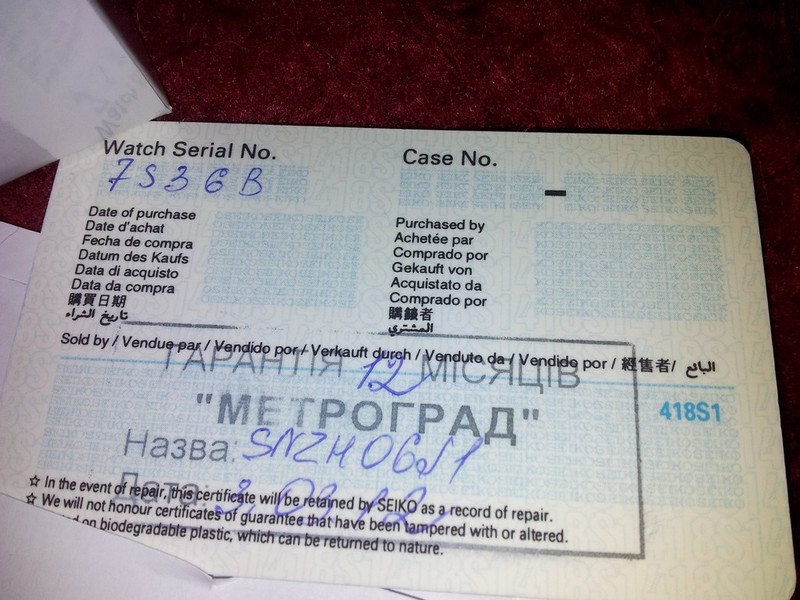 Watch Serial No.
7S36B
Case No.
-
Date of purchase
Date d'achat
Fecha de compra
Datum des Kaufs
Data di acquisto
Data da compra
購買日期
تاريخ الشراء
Purchased by
Achetée par
Comprado por
Gekauft von
Acquistato da
Comprado por
購錶者
المشتري
Sold by / Vendue par / Vendido por / Verkauft durch / Venduto da / Vendido por / 經售者/ البائع
ГАРАНТІЯ 12 МІСЯЦІВ
"МЕТРОГРАД"
418S1
Назва: SNZH06J1
Дата:
☆ In the event of repair, this certificate will be retained by SEIKO as a record of repair.
☆ We will not honour certificates of guarantee that have been tampered with or altered.
on biodegradable plastic, which can be returned to nature.